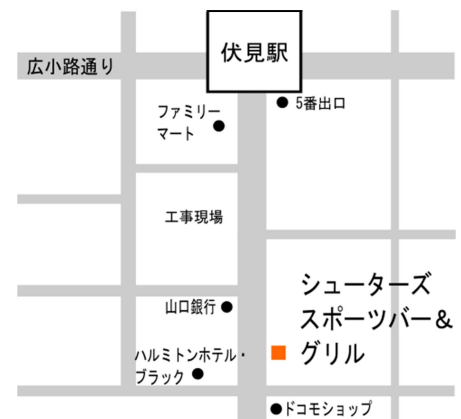 伏見駅
広小路通り
5番出口
ファミリー
マート
工事現場
シューターズ
スポーツバー&
グリル
山口銀行
ハルミトンホテル・
ブラック
ドコモショップ